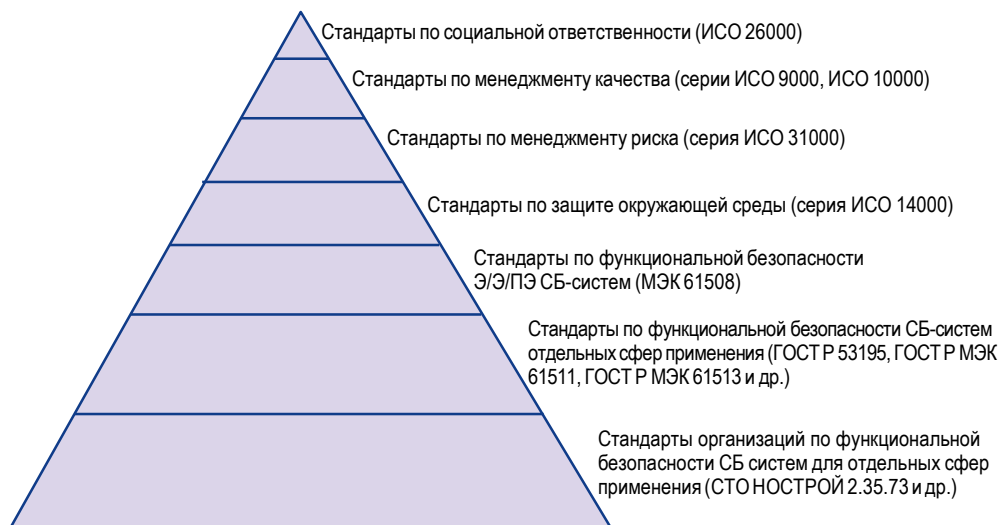 Стандарты по социальной ответственности (ИСО 26000)
Стандарты по менеджменту качества (серии ИСО 9000, ИСО 10000)
Стандарты по менеджменту риска (серия ИСО 31000)
Стандарты по защите окружающей среды (серия ИСО 14000)
Стандарты по функциональной безопасности
Э/Э/ПЭ СБ-систем (МЭК 61508)
Стандарты по функциональной безопасности СБ-систем
отдельных сфер применения (ГОСТ Р 53195, ГОСТ Р МЭК
61511, ГОСТ Р МЭК 61513 и др.)
Стандарты организаций по функциональной
безопасности СБ систем для отдельных сфер
применения (СТО НОСТРОЙ 2.35.73 и др.)